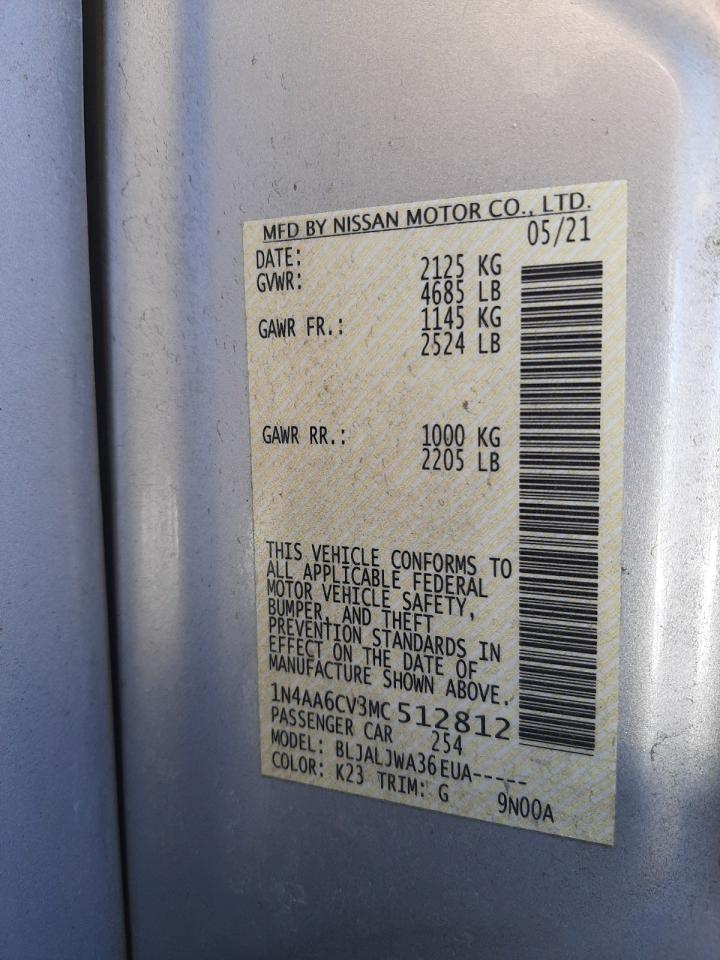 MFD BY NISSAN MOTOR CO., LTD.
DATE: 05/21
GVWR: 2125 KG
4685 LB
GAWR FR.: 1145 KG
2524 LB
GAWR RR.: 1000 KG
2205 LB
THIS VEHICLE CONFORMS TO
ALL APPLICABLE FEDERAL
MOTOR VEHICLE SAFETY,
BUMPER, AND THEFT
PREVENTION STANDARDS IN
EFFECT ON THE DATE OF
MANUFACTURE SHOWN ABOVE.
1N4AA6CV3MC512812
PASSENGER CAR 254
MODEL: BLJALJWA36EUA-----
COLOR: K23 TRIM: G 9N00A